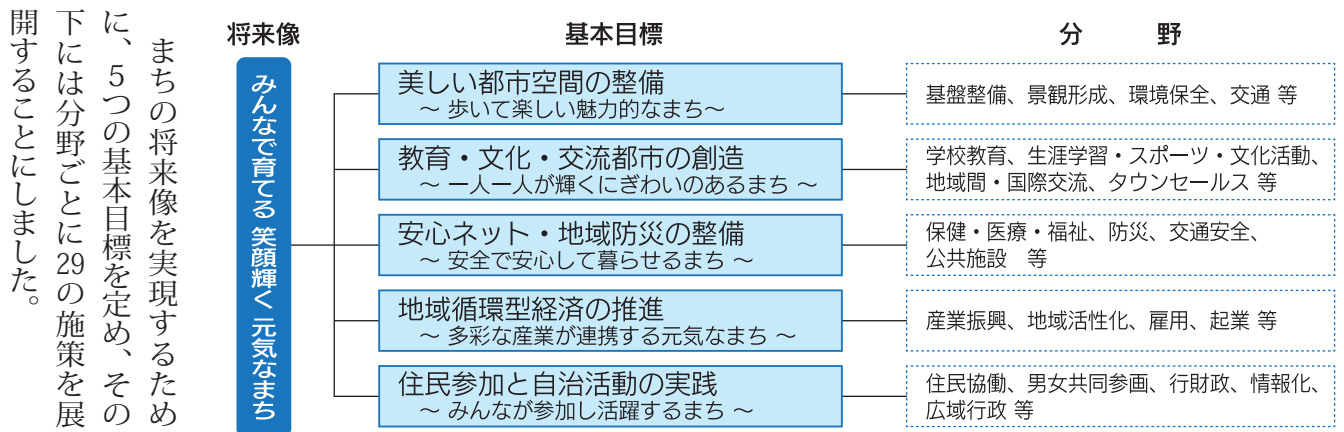 まちの将来像を実現するため
に、5つの基本目標を定め、その
下には分野ごとに29の施策を展
開することにしました。
将来像
基本目標
分　野
みんなで育てる 笑顔輝く 元気なまち
美しい都市空間の整備
～ 歩いて楽しい魅力的なまち～
基盤整備、景観形成、環境保全、交通 等
教育・文化・交流都市の創造
～ 一人一人が輝くにぎわいのあるまち ～
学校教育、生涯学習・スポーツ・文化活動、
地域間・国際交流、タウンセールス 等
安心ネット・地域防災の整備
～ 安全で安心して暮らせるまち ～
保健・医療・福祉、防災、交通安全、
公共施設　等
地域循環型経済の推進
～ 多彩な産業が連携する元気なまち ～
産業振興、地域活性化、雇用、起業 等
住民参加と自治活動の実践
～ みんなが参加し活躍するまち ～
住民協働、男女共同参画、行財政、情報化、
広域行政 等